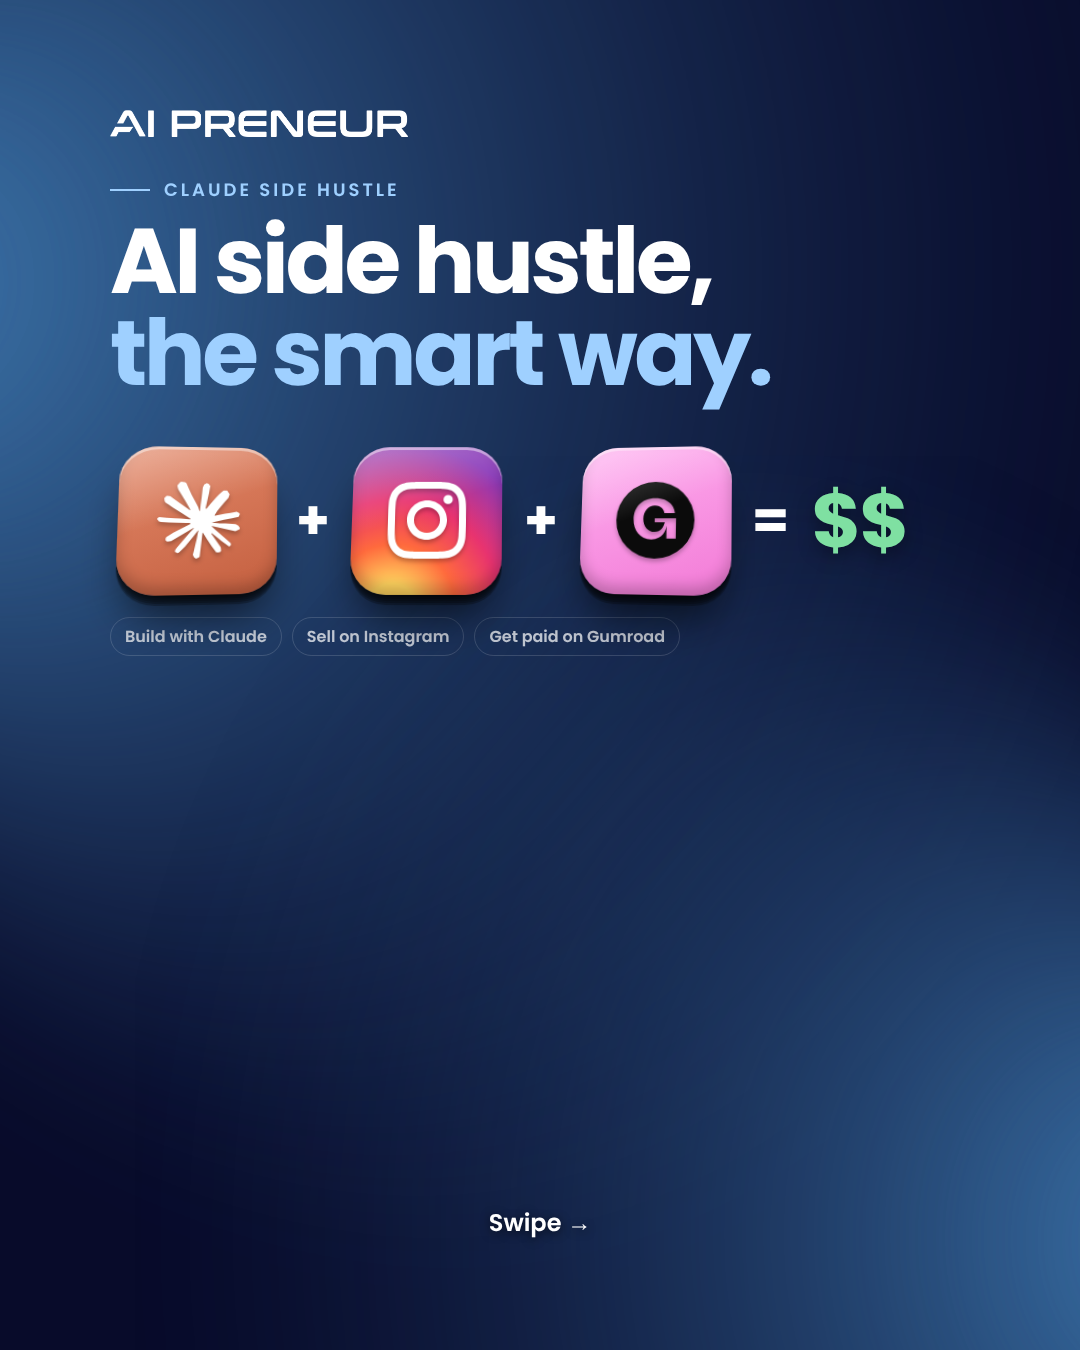 AI PRENEUR
CLAUDE SIDE HUSTLE
AI side hustle,
the smart way.
+ + G = $$
Build with Claude Sell on Instagram Get paid on Gumroad
Swipe →